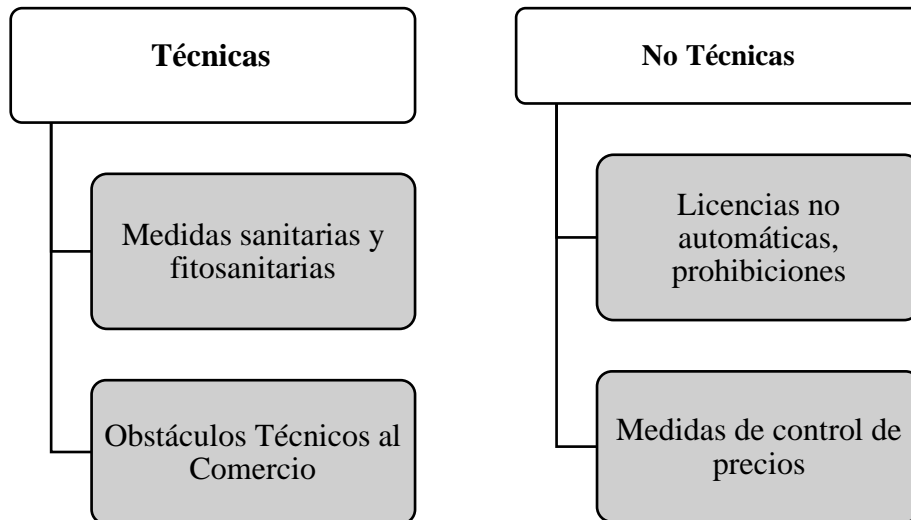 Técnicas
Medidas sanitarias y
fitosanitarias
Obstáculos Técnicos al
Comercio
No Técnicas
Licencias no
automáticas,
prohibiciones
Medidas de control de
precios